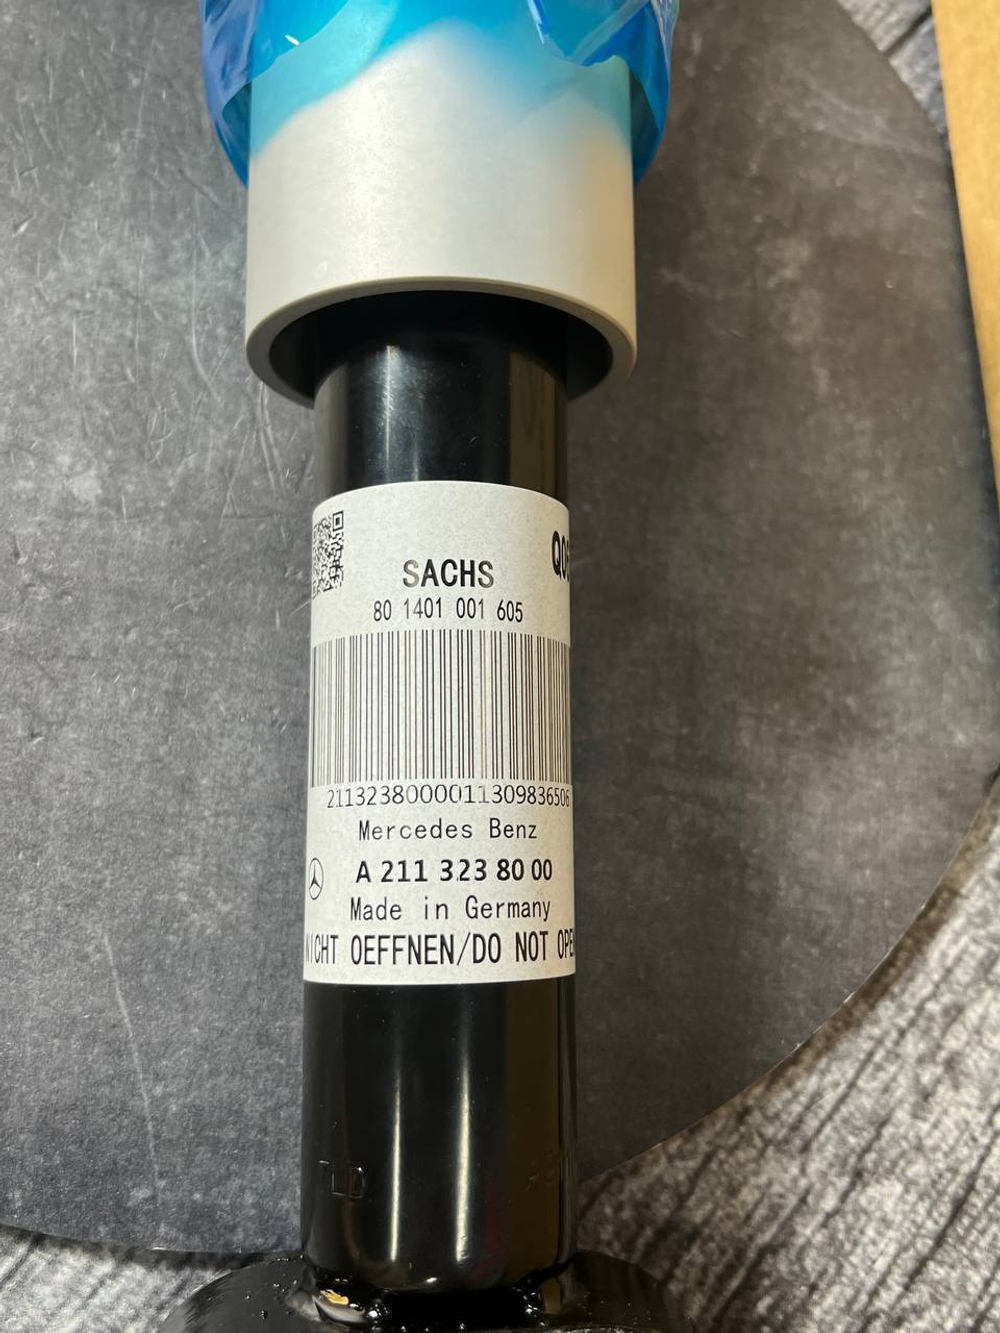 SACHS
80 1401 001 605
2113238000011309836506
Mercedes Benz
A 211 323 80 00
Made in Germany
OEFFNEN/DO NOT